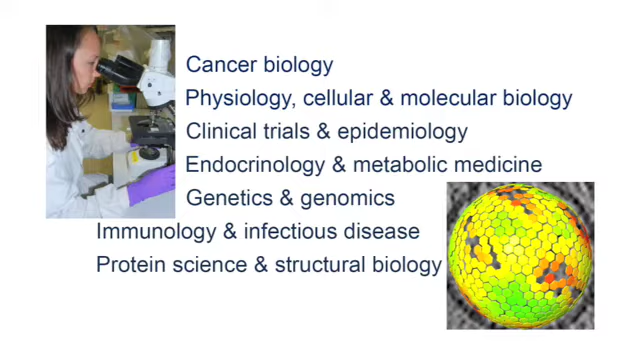 Cancer biology
Physiology, cellular & molecular biology
Clinical trials & epidemiology
Endocrinology & metabolic medicine
Genetics & genomics
Immunology & infectious disease
Protein science & structural biology